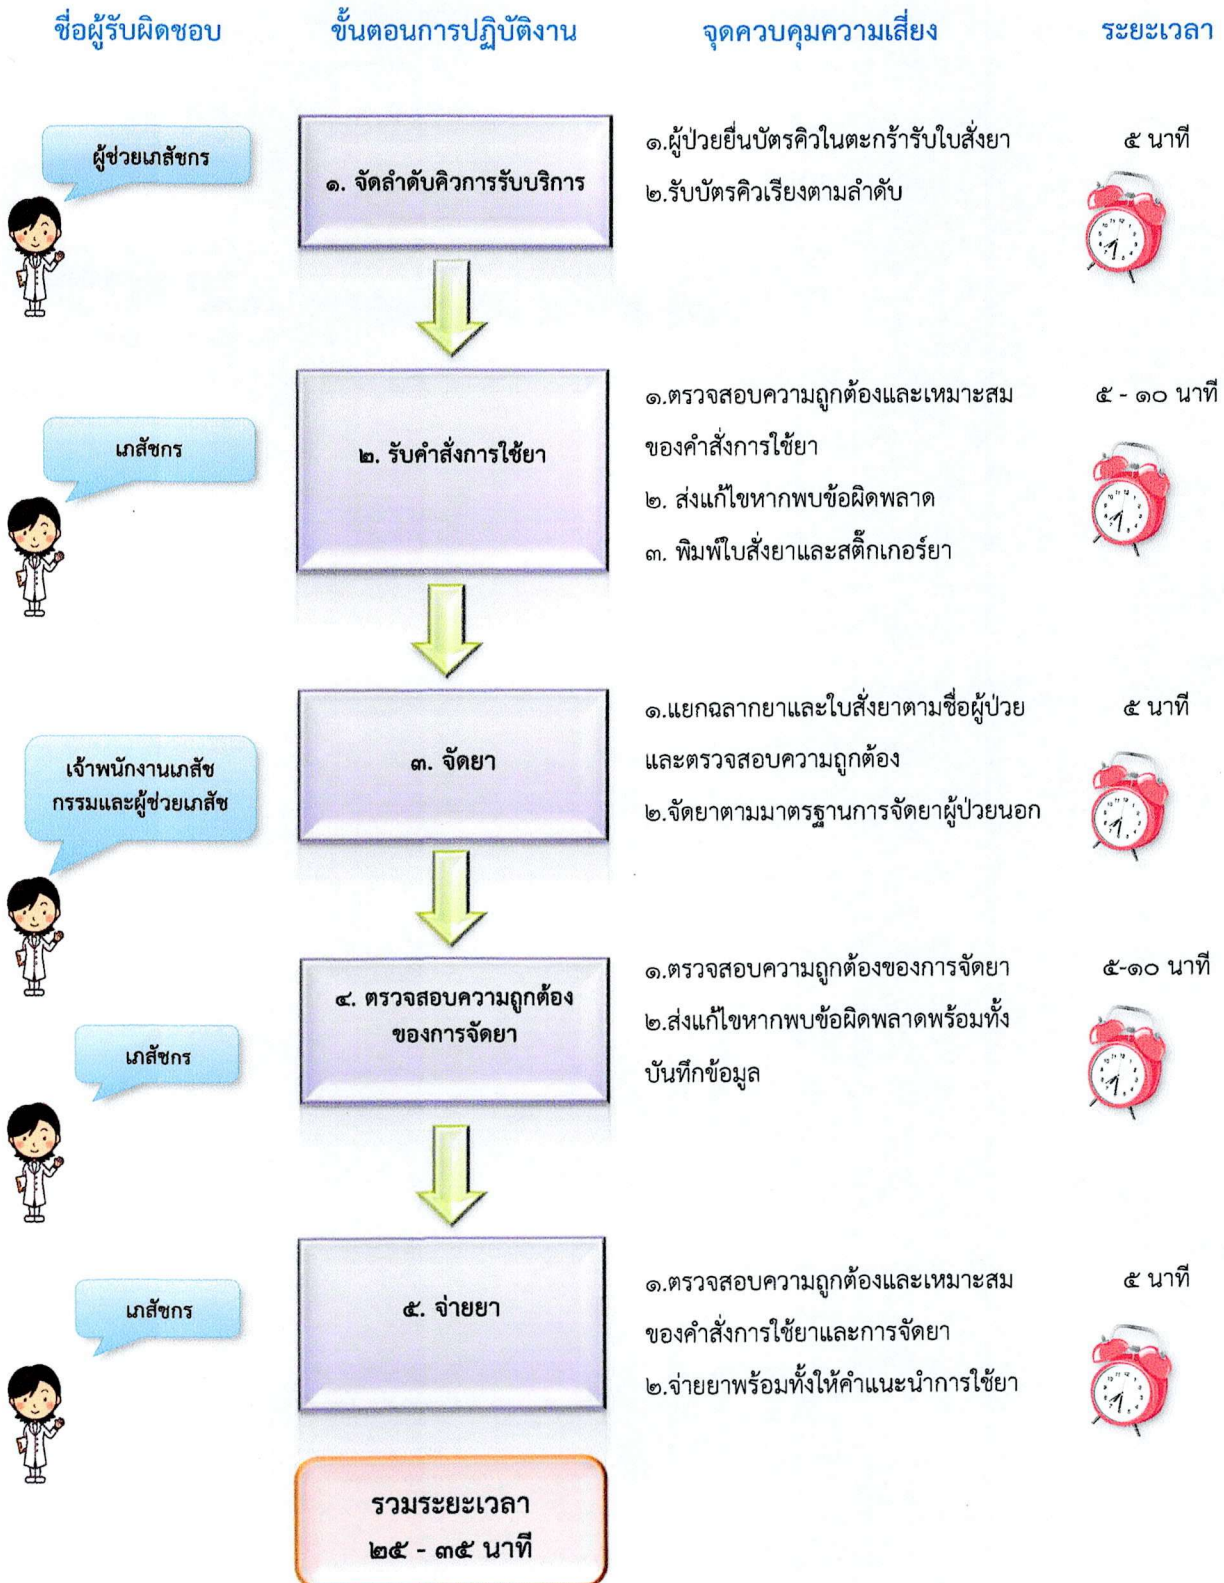 ชื่อผู้รับผิดชอบ ขั้นตอนการปฏิบัติงาน จุดควบคุมความเสี่ยง ระยะเวลา
ผู้ช่วยเภสัชกร
๑. จัดลำดับคิวการรับบริการ
๑.ผู้ป่วยยื่นบัตรคิวในตะกร้ารับใบสั่งยา
๒.รับบัตรคิวเรียงตามลำดับ
๕ นาที
เภสัชกร
๒. รับคำสั่งการใช้ยา
๑.ตรวจสอบความถูกต้องและเหมาะสม
ของคำสั่งการใช้ยา
๒. ส่งแก้ไขหากพบข้อผิดพลาด
๓. พิมพ์ใบสั่งยาและสติ๊กเกอร์ยา
๕ - ๑๐ นาที
เจ้าพนักงานเภสัช
กรรมและผู้ช่วยเภสัช
๓. จัดยา
๑.แยกฉลากยาและใบสั่งยาตามชื่อผู้ป่วย
และตรวจสอบความถูกต้อง
๒.จัดยาตามมาตรฐานการจัดยาผู้ป่วยนอก
๕ นาที
เภสัชกร
๔. ตรวจสอบความถูกต้อง
ของการจัดยา
๑.ตรวจสอบความถูกต้องของการจัดยา
๒.ส่งแก้ไขหากพบข้อผิดพลาดพร้อมทั้ง
บันทึกข้อมูล
๕-๑๐ นาที
เภสัชกร
๕. จ่ายยา
๑.ตรวจสอบความถูกต้องและเหมาะสม
ของคำสั่งการใช้ยาและการจัดยา
๒.จ่ายยาพร้อมทั้งให้คำแนะนำการใช้ยา
๕ นาที
รวมระยะเวลา
๒๕ - ๓๕ นาที